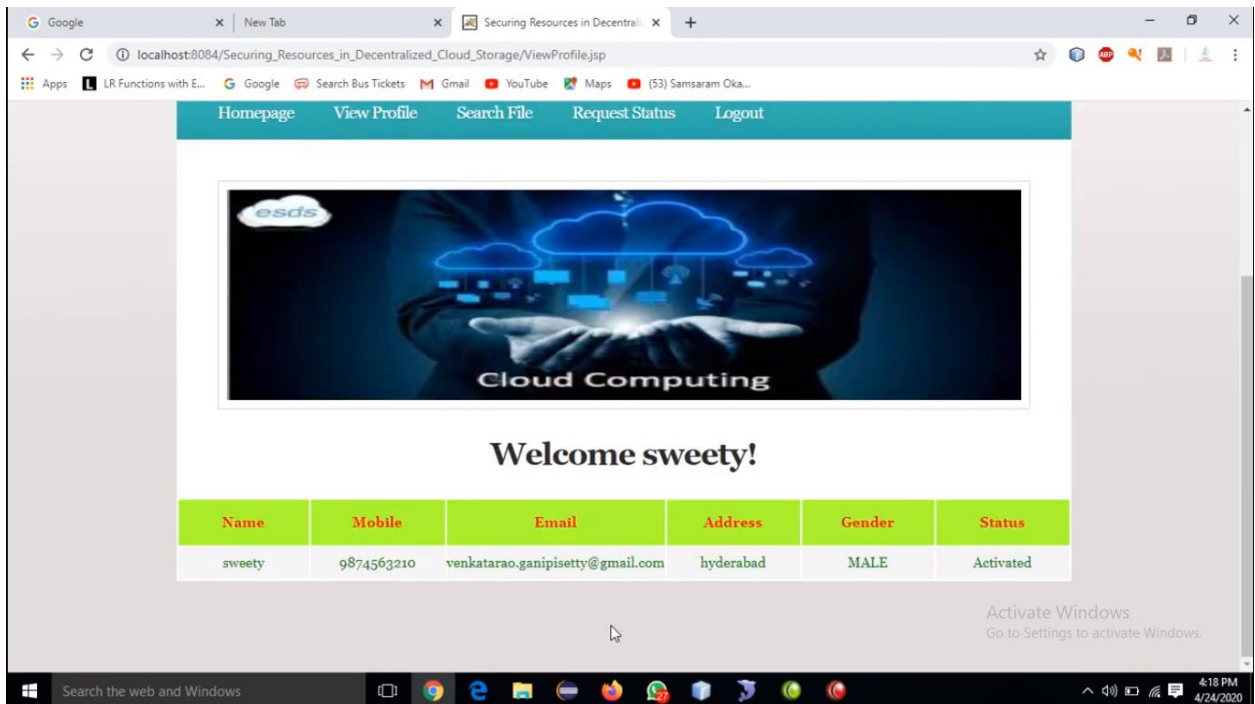 Google
New Tab
Securing Resources in Decentrali
localhost:8084/Securing_Resources_in_Decentralized_Cloud_Storage/ViewProfile.jsp
ABP
Apps L LR Functions with E... Google Search Bus Tickets Gmail YouTube Maps (53) Samsaram Oka...
Homepage View Profile Search File Request Status Logout
esds
Cloud Computing
Welcome sweety!
Name Mobile Email Address Gender Status
sweety 9874563210 venkatarao.ganipisetty@gmail.com hyderabad MALE Activated
Activate Windows
Go to Settings to activate Windows.
Search the web and Windows
27
4:18 PM
4/24/2020